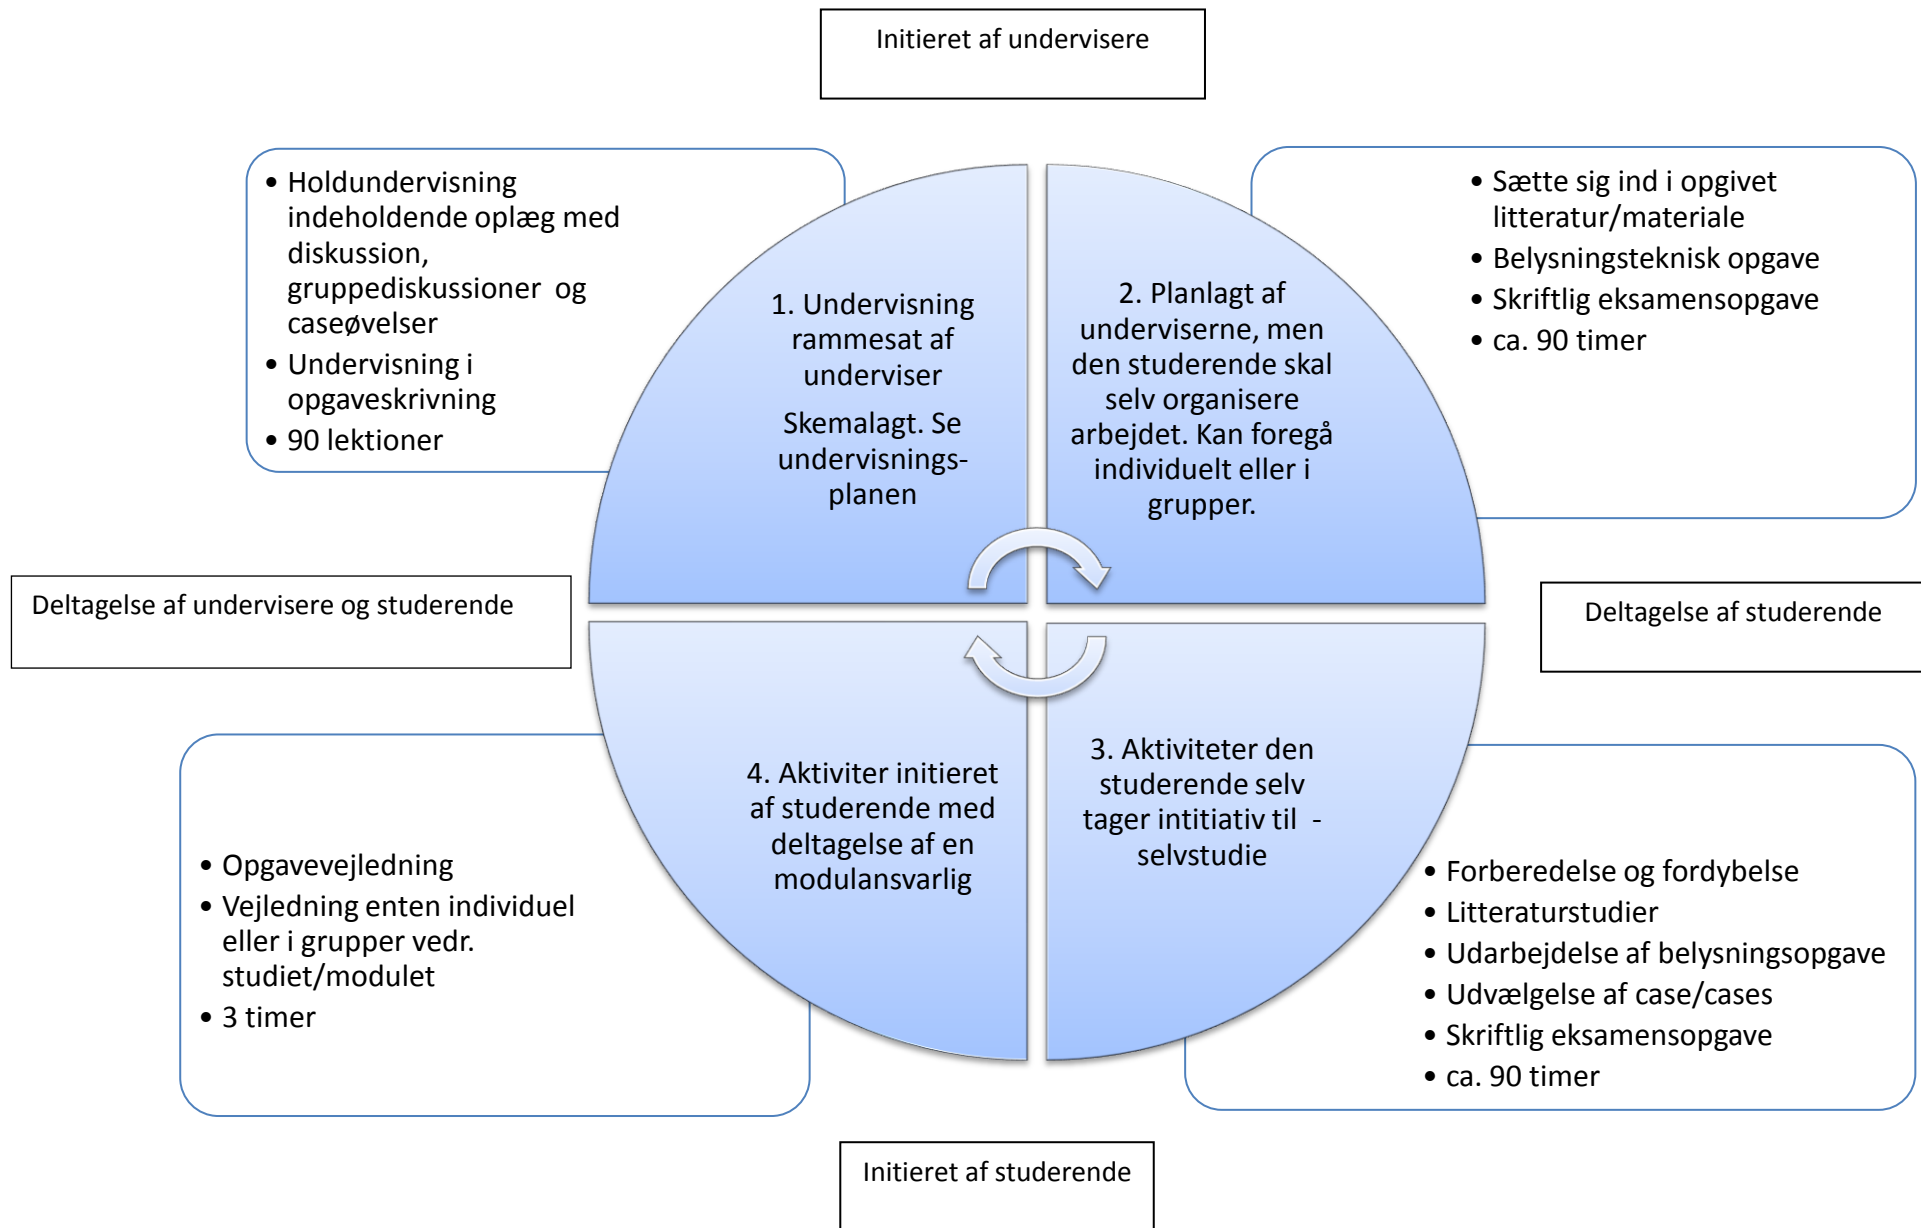 Initieret af undervisere
• Holdundervisning
indeholdende oplæg med
diskussion,
gruppediskussioner og
caseøvelser
• Undervisning i
opgaveskrivning
• 90 lektioner
1. Undervisning
rammesat af
underviser
Skemalagt. Se
undervisnings-
planen
2. Planlagt af
underviserne, men
den studerende skal
selv organisere
arbejdet. Kan foregå
individuelt eller i
grupper.
• Sætte sig ind i opgivet
litteratur/materiale
• Belysningsteknisk opgave
• Skriftlig eksamensopgave
• ca. 90 timer
Deltagelse af undervisere og studerende
Deltagelse af studerende
• Opgavevejledning
• Vejledning enten individuel
eller i grupper vedr.
studiet/modulet
• 3 timer
4. Aktiviter initieret
af studerende med
deltagelse af en
modulansvarlig
3. Aktiviteter den
studerende selv
tager intitiativ til -
selvstudie
• Forberedelse og fordybelse
• Litteraturstudier
• Udarbejdelse af belysningsopgave
• Udvælgelse af case/cases
• Skriftlig eksamensopgave
• ca. 90 timer
Initieret af studerende